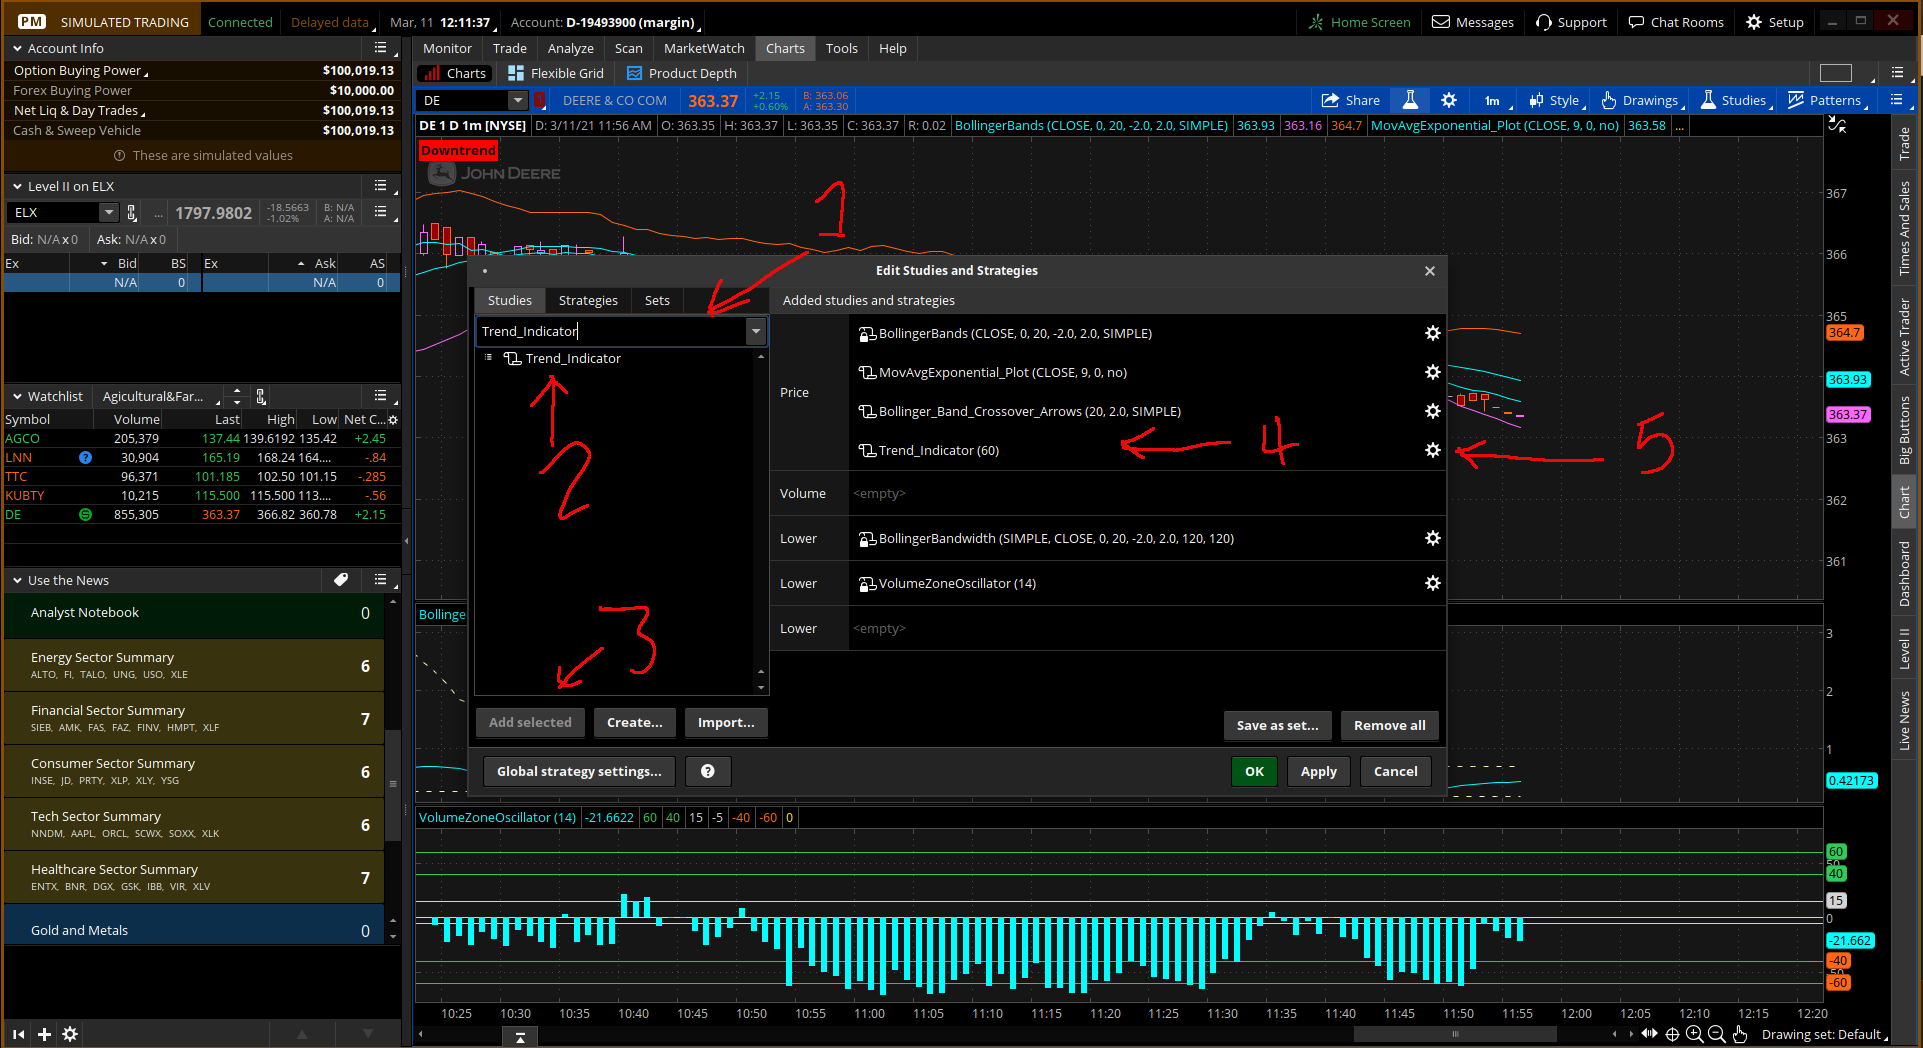 PM SIMULATED TRADING Connected Delayed data Mar, 11 12:11:37 Account: D-19493900 (margin) Home Screen Messages Support Chat Rooms Setup
Account Info
Option Buying Power $100,019.13
Forex Buying Power $10,000.00
Net Liq & Day Trades $100,019.13
Cash & Sweep Vehicle $100,019.13
These are simulated values
Level II on ELX
ELX ... 1797.9802 -18.5663 -1.02% B: N/A A: N/A
Bid: N/A x 0 Ask: N/A x 0
Ex Bid BS Ex Ask AS
N/A 0 N/A 0
Watchlist Agicultural&Far...
Symbol Volume Last High Low Net C...
AGCO 205,379 137.44 139.6192 135.42 +2.45
LNN ? 30,904 165.19 168.24 164.... -.84
TTC 96,371 101.185 102.50 101.15 -.285
KUBTY 10,215 115.500 115.500 113.... -.56
DE 855,305 363.37 366.82 360.78 +2.15
Use the News
Analyst Notebook 0
Energy Sector Summary 6
ALTO, FI, TALO, UNG, USO, XLE
Financial Sector Summary 7
SIEB, AMK, FAS, FAZ, FINV, HMPT, XLF
Consumer Sector Summary 6
INSE, JD, PRTY, XLP, XLY, YSG
Tech Sector Summary 6
NNDM, AAPL, ORCL, SCWX, SOXX, XLK
Healthcare Sector Summary 7
ENTX, BNR, DGX, GSK, IBB, VIR, XLV
Gold and Metals 0
Monitor Trade Analyze Scan MarketWatch Charts Tools Help
Charts Flexible Grid Product Depth
DE DEERE & CO COM 363.37 +2.15 +0.60% B: 363.06 A: 363.30 Share 1m Style Drawings Studies Patterns
DE 1 D 1m [NYSE] D: 3/11/21 11:56 AM O: 363.35 H: 363.37 L: 363.35 C: 363.37 R: 0.02 BollingerBands (CLOSE, 0, 20, -2.0, 2.0, SIMPLE) 363.93 363.16 364.7 MovAvgExponential_Plot (CLOSE, 9, 0, no) 363.58 ...
Downtrend
JOHN DEERE
1
Edit Studies and Strategies
Studies Strategies Sets Added studies and strategies
Trend_Indicator
Trend_Indicator
2
3
Price
BollingerBands (CLOSE, 0, 20, -2.0, 2.0, SIMPLE)
MovAvgExponential_Plot (CLOSE, 9, 0, no)
Bollinger_Band_Crossover_Arrows (20, 2.0, SIMPLE)
Trend_Indicator (60)
4
5
Volume <empty>
Lower BollingerBandwidth (SIMPLE, CLOSE, 0, 20, -2.0, 2.0, 120, 120)
Lower VolumeZoneOscillator (14)
Lower <empty>
Add selected Create... Import... Save as set... Remove all
Global strategy settings... ? OK Apply Cancel
367
366
365
364.7
363.93
363.37
363
362
361
Bollinge
3
2
1
0.42173
VolumeZoneOscillator (14) -21.6622 60 40 15 -5 -40 -60 0
60
50
40
15
0
-21.662
-40
-50
-60
10:25 10:30 10:35 10:40 10:45 10:50 10:55 11:00 11:05 11:10 11:15 11:20 11:25 11:30 11:35 11:40 11:45 11:50 11:55 12:00 12:05 12:10 12:15 12:20
Drawing set: Default
Trade
Times And Sales
Active Trader
Big Buttons
Chart
Dashboard
Level II
Live News